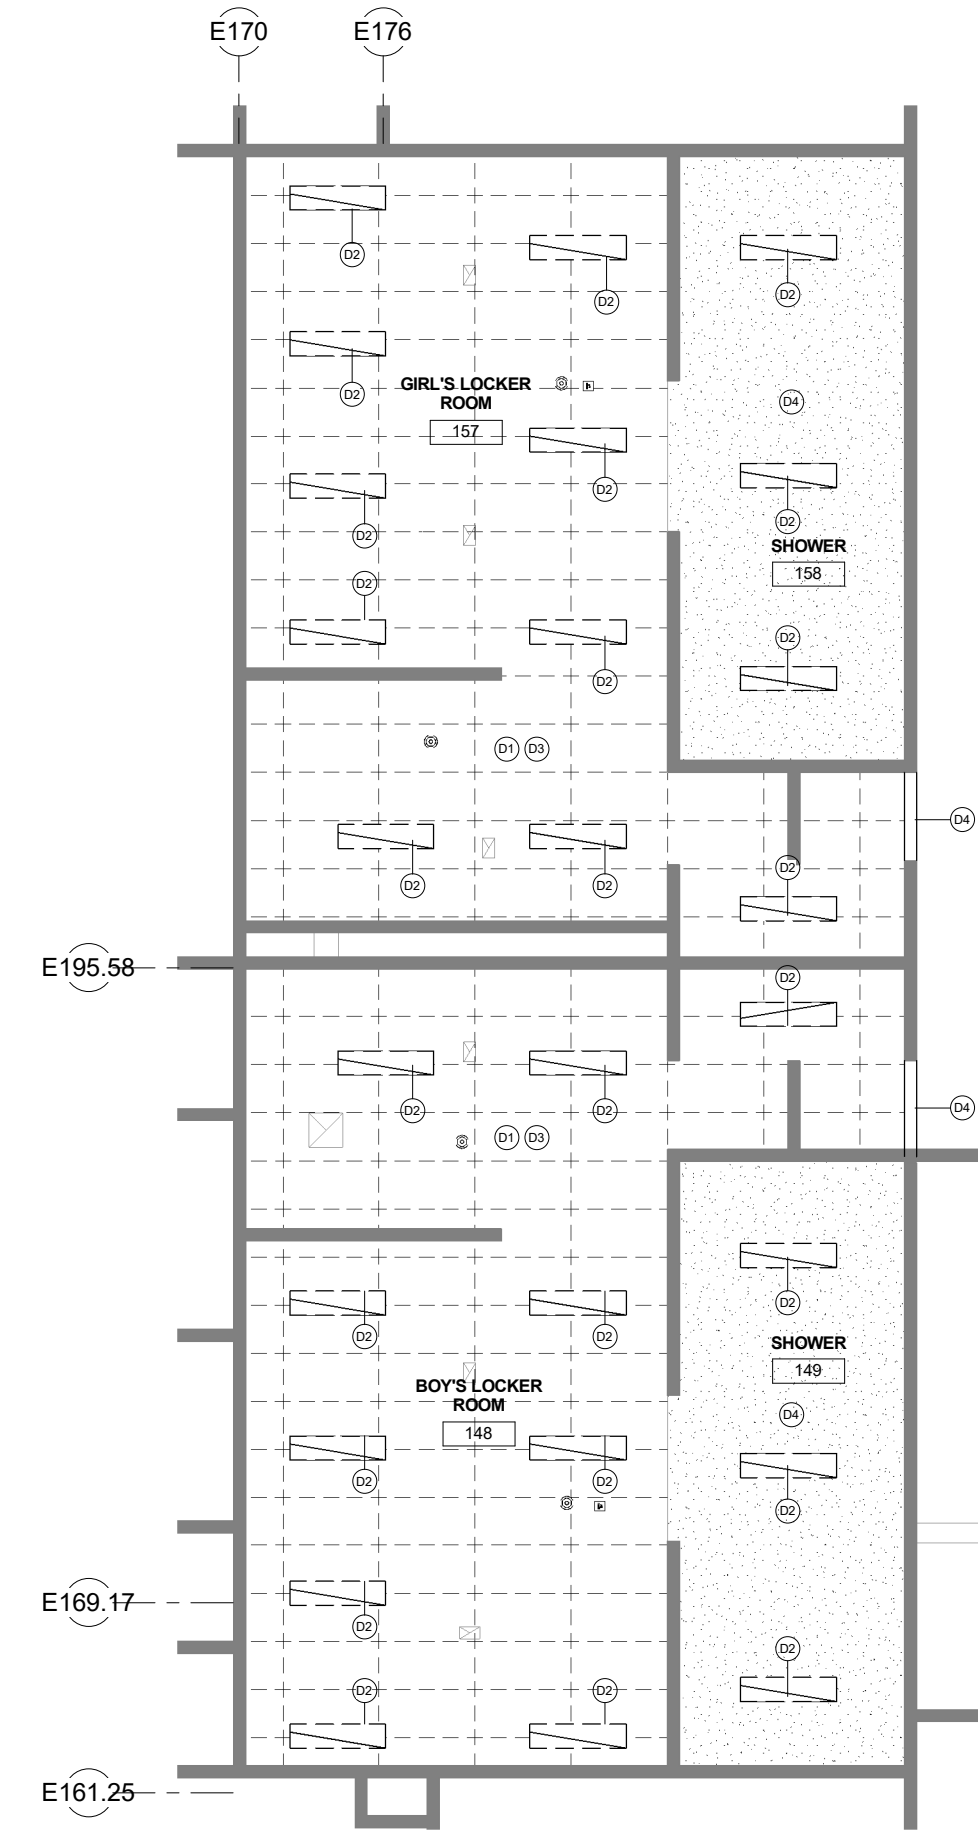 E170
E176
D2
D2
D2
D2
GIRL'S LOCKER
ROOM
157
D2
D4
D2
D2
D2
SHOWER
158
D2
D2
D2
D1 D3
D4
D2
D2
D2
E195.58
D2
D2
D2
D4
D1 D3
D2
D2
D2
SHOWER
149
BOY'S LOCKER
ROOM
148
D4
D2
D2
D2
E169.17
D2
D2
D2
D2
E161.25